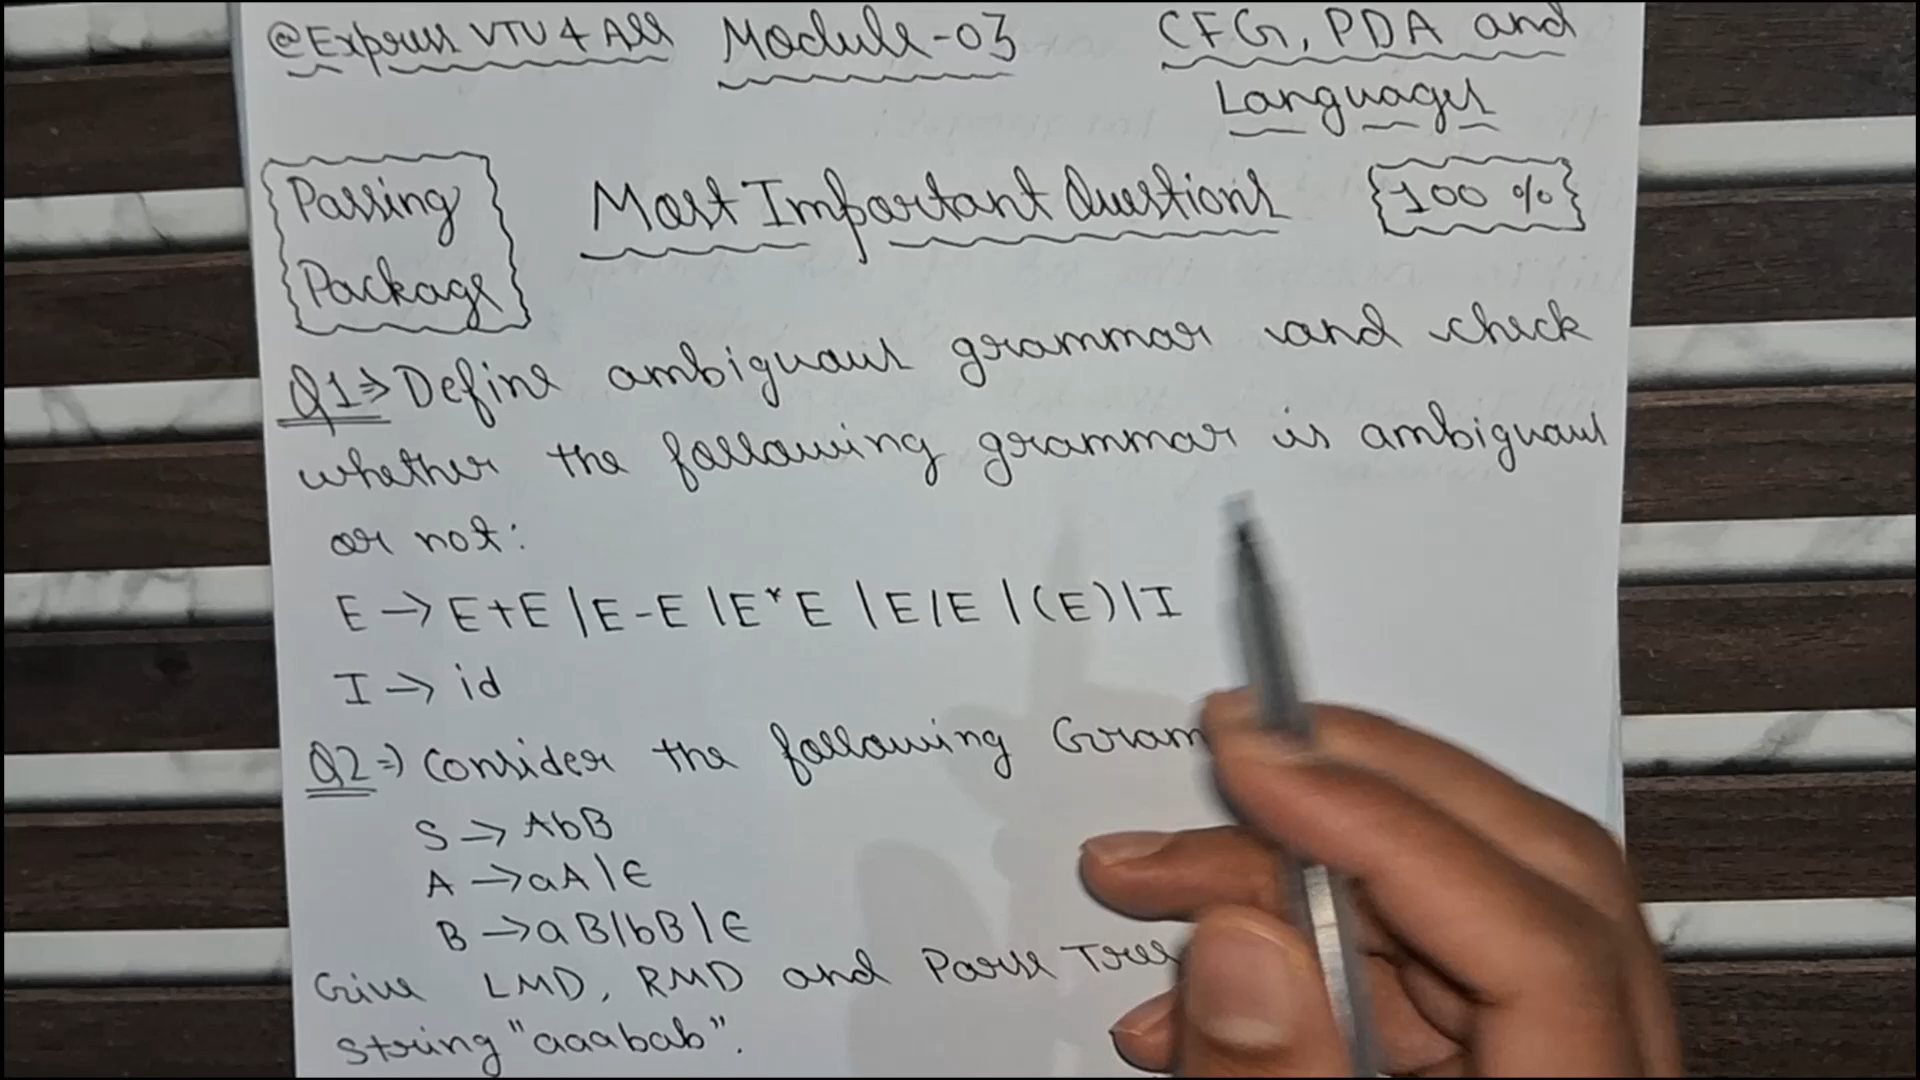 @Express VTU 4 All Module-03 CFG, PDA and
Languages
Passing
Package
Most Important Questions
100 %
Q1⇒ Define ambiguous grammar and check
whether the following grammar is ambiguous
or not:
E → E+E | E-E | E*E | E/E | (E) | I
I → id
Q2⇒ Consider the following
S → AbB
A → aA | ε
B → aB | bB | ε
Give LMD, RMD and Parse Tree
string "aaabab".